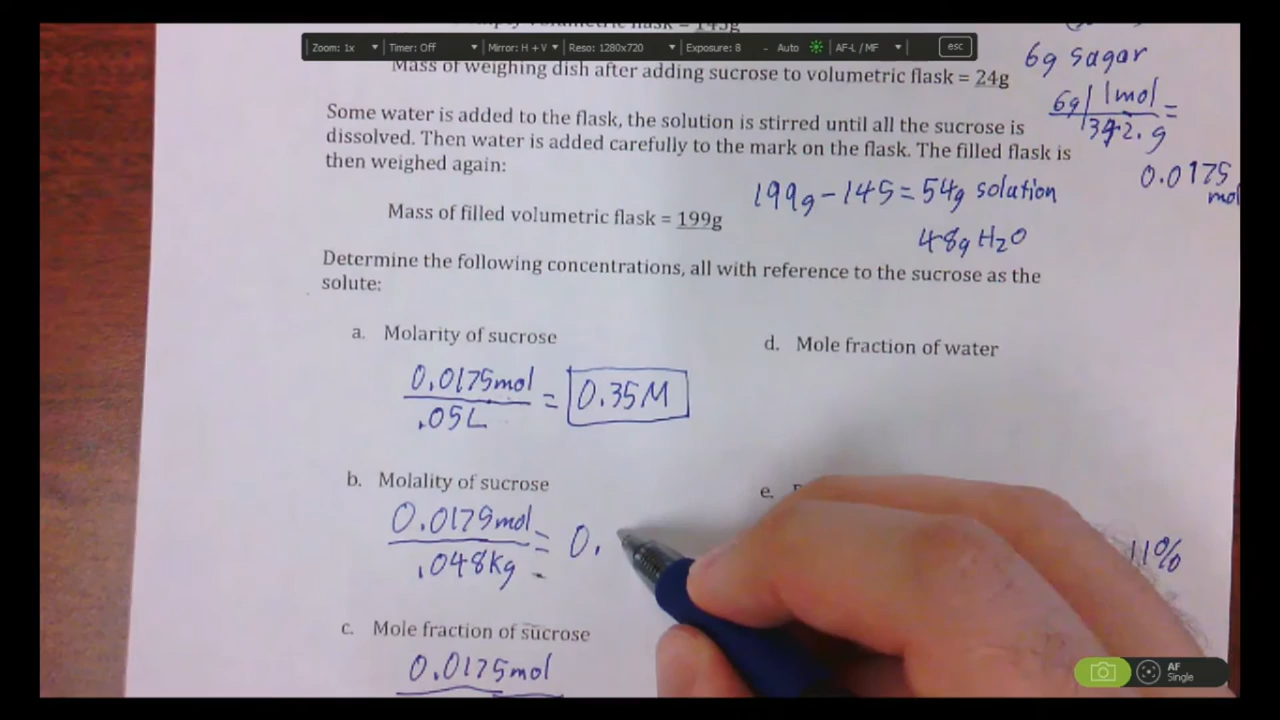 Zoom: 1x Timer: Off Mirror: H + V Reso: 1280x720 Exposure: 8 - Auto AF-L / MF esc
volumetric flask = 145g
Mass of weighing dish after adding sucrose to volumetric flask = 24g
6g sugar
6g | 1mol =
342. g
0.0175
mol
Some water is added to the flask, the solution is stirred until all the sucrose is
dissolved. Then water is added carefully to the mark on the flask. The filled flask is
then weighed again:
199g - 145 = 54g solution
Mass of filled volumetric flask = 199g
48g H2O
Determine the following concentrations, all with reference to the sucrose as the
solute:
a. Molarity of sucrose
0.0175mol
.05L
= 0.35M
d. Mole fraction of water
b. Molality of sucrose
0.0175mol
.048Kg
= 0.
e.
11%
c. Mole fraction of sucrose
0.0175mol
AF
Single